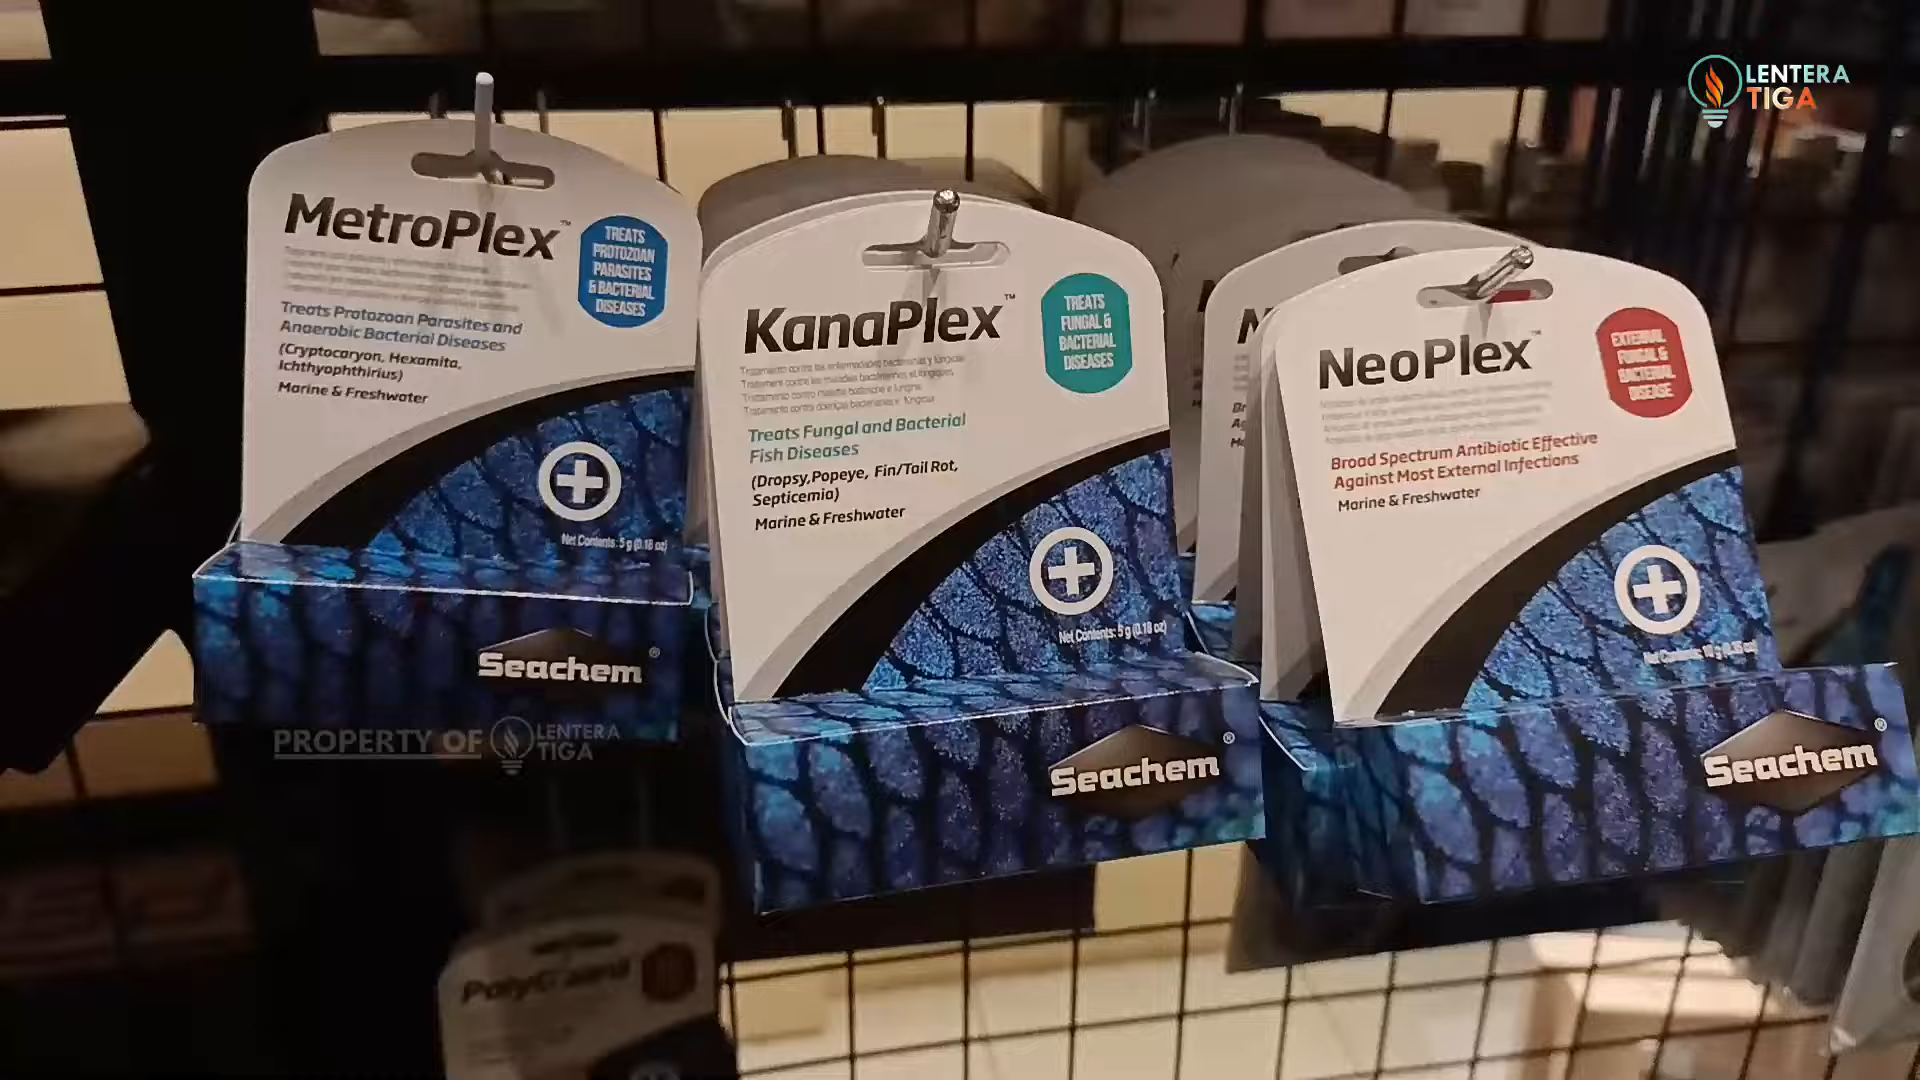 LENTERA
TIGA
MetroPlex™
TREATS
PROTOZOAN
PARASITES
& BACTERIAL
DISEASES
Treats Protozoan Parasites and
Anaerobic Bacterial Diseases
(Cryptocaryon, Hexamita,
Ichthyophthirius)
Marine & Freshwater
Net Contents: 5 g (0.18 oz)
Seachem®
PROPERTY OF LENTERA
TIGA
KanaPlex™
TREATS
FUNGAL &
BACTERIAL
DISEASES
Treats Fungal and Bacterial
Fish Diseases
(Dropsy, Popeye, Fin/Tail Rot,
Septicemia)
Marine & Freshwater
Net Contents: 5 g (0.18 oz)
Seachem®
NeoPlex™
EXTERNAL
FUNGAL &
BACTERIAL
DISEASE
Broad Spectrum Antibiotic Effective
Against Most External Infections
Marine & Freshwater
Seachem®
PolyGuard